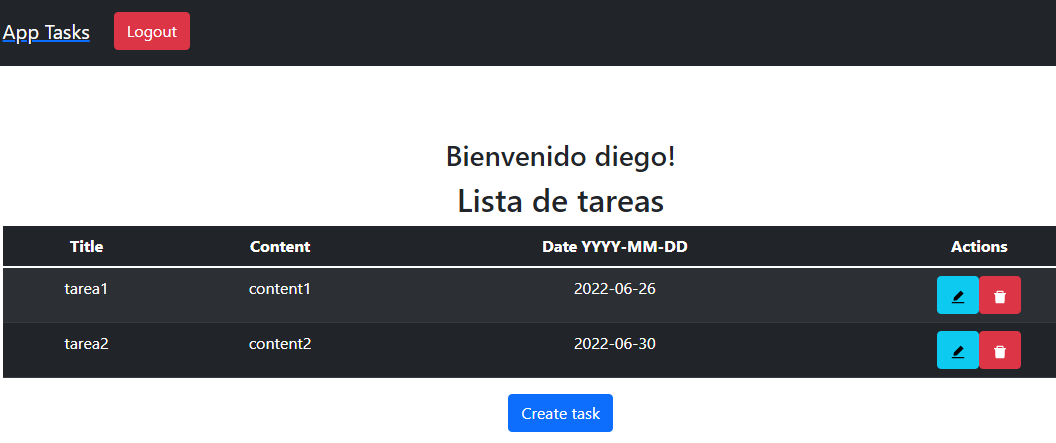 App Tasks Logout
Bienvenido diego!
Lista de tareas
Title Content Date YYYY-MM-DD Actions
tarea1 content1 2022-06-26
tarea2 content2 2022-06-30
Create task